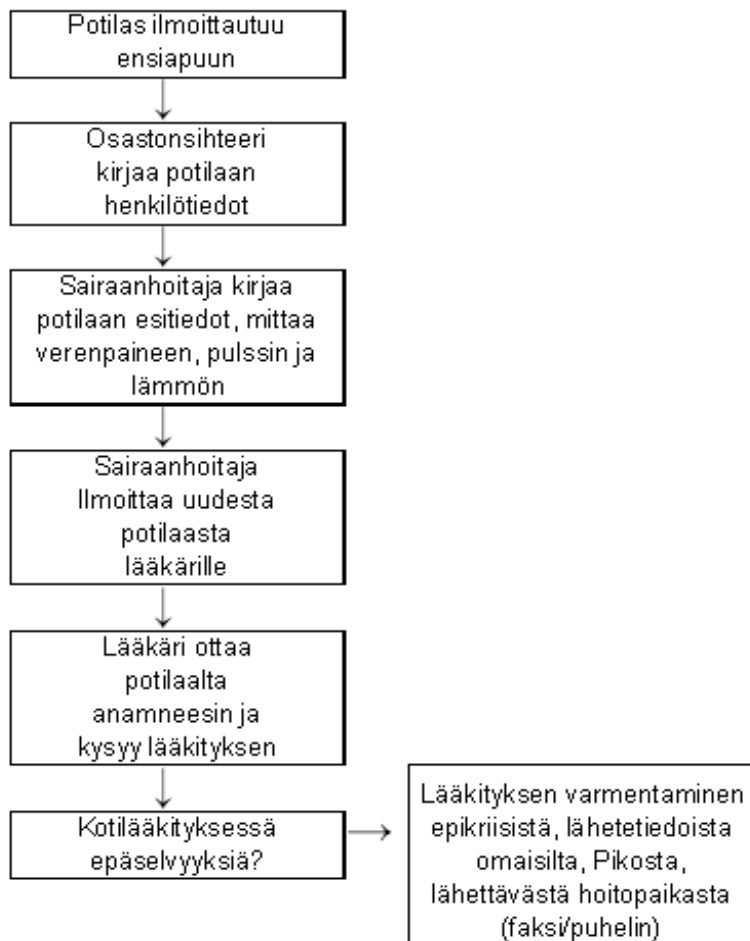 Potilas ilmoittautuu
ensiapuun
Osastonsihteeri
kirjaa potilaan
henkilötiedot
Sairaanhoitaja kirjaa
potilaan esitiedot, mittaa
verenpaineen, pulssin ja
lämmön
Sairaanhoitaja
Ilmoittaa uudesta
potilaasta
lääkärille
Lääkäri ottaa
potilaalta
anamneesin ja
kysyy lääkityksen
Kotilääkityksessä
epäselvyyksiä?
Lääkityksen varmentaminen
epikriisistä, lähetetiedoista
omaisilta, Pikosta,
lähettävästä hoitopaikasta
(faksi/puhelin)